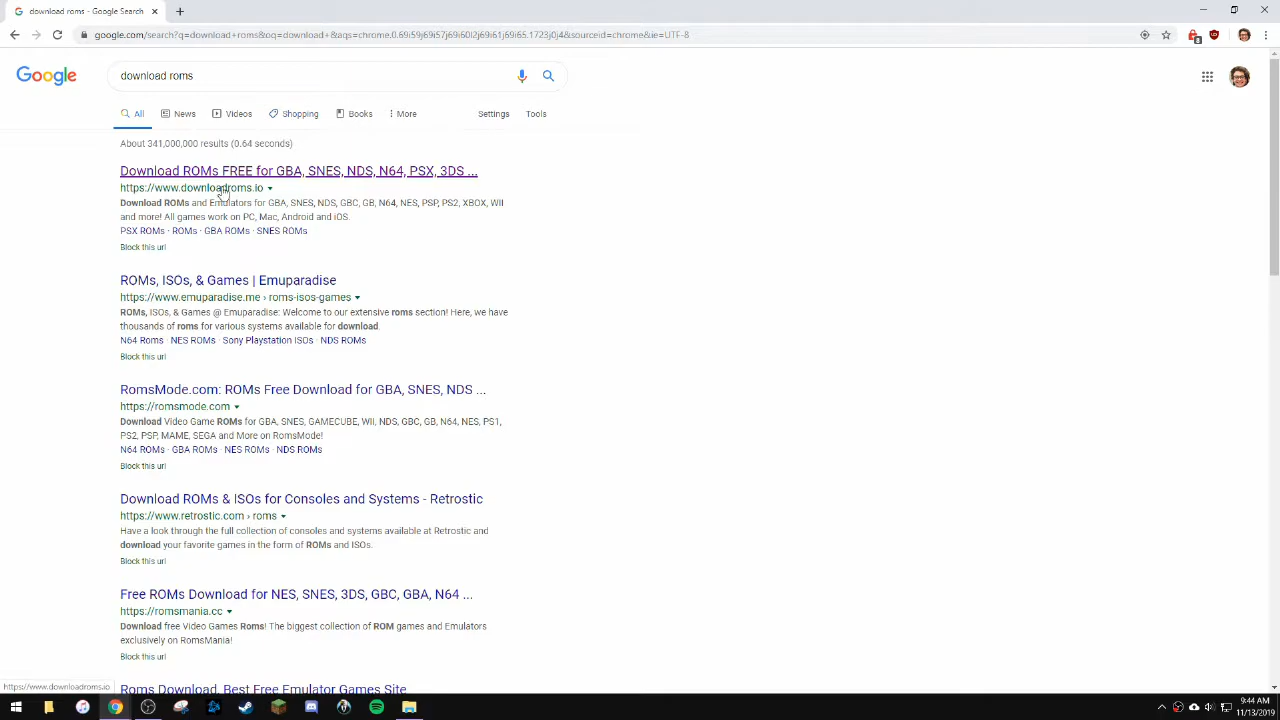 download roms - Google Search
google.com/search?q=download+roms&oq=download+&aqs=chrome.0.69i59j69i57j69i60l2j69i61j69i65.1723j0j4&sourceid=chrome&ie=UTF-8
Google
download roms
All News Videos Shopping Books More Settings Tools
About 341,000,000 results (0.64 seconds)
Download ROMs FREE for GBA, SNES, NDS, N64, PSX, 3DS ...
https://www.downloadroms.io
Download ROMs and Emulators for GBA, SNES, NDS, GBC, GB, N64, NES, PSP, PS2, XBOX, WII
and more! All games work on PC, Mac, Android and iOS.
PSX ROMs · ROMs · GBA ROMs · SNES ROMs
Block this url
ROMs, ISOs, & Games | Emuparadise
https://www.emuparadise.me › roms-isos-games
ROMs, ISOs, & Games @ Emuparadise: Welcome to our extensive roms section! Here, we have
thousands of roms for various systems available for download.
N64 Roms · NES ROMs · Sony Playstation ISOs · NDS ROMs
Block this url
RomsMode.com: ROMs Free Download for GBA, SNES, NDS ...
https://romsmode.com
Download Video Game ROMs for GBA, SNES, GAMECUBE, WII, NDS, GBC, GB, N64, NES, PS1,
PS2, PSP, MAME, SEGA and More on RomsMode!
N64 ROMs · GBA ROMs · NES ROMs · NDS ROMs
Block this url
Download ROMs & ISOs for Consoles and Systems - Retrostic
https://www.retrostic.com › roms
Have a look through the full collection of consoles and systems available at Retrostic and
download your favorite games in the form of ROMs and ISOs.
Block this url
Free ROMs Download for NES, SNES, 3DS, GBC, GBA, N64 ...
https://romsmania.cc
Download free Video Games Roms! The biggest collection of ROM games and Emulators
exclusively on RomsMania!
Block this url
https://www.downloadroms.io
Roms Download, Best Free Emulator Games Site
9:44 AM
11/13/2019